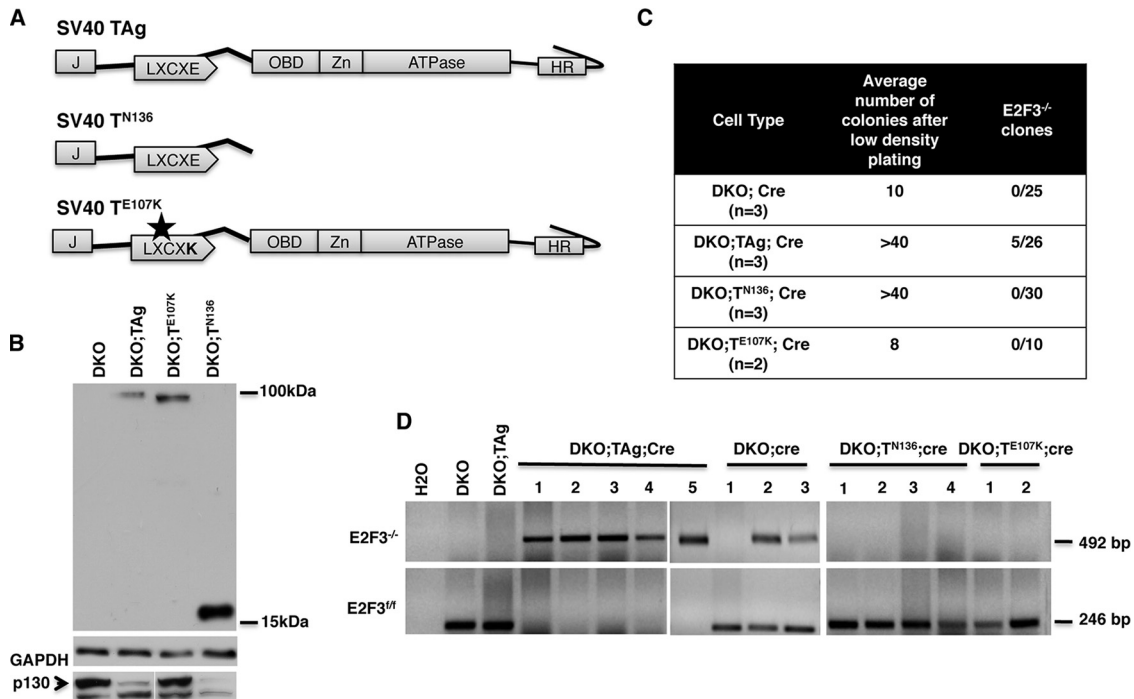 A
SV40 TAg
J LXCXE OBD Zn ATPase HR
SV40 T^N136
J LXCXE
SV40 T^E107K
J LXCXK OBD Zn ATPase HR
B
DKO
DKO;TAg
DKO;T^E107K
DKO;T^N136
100kDa
15kDa
GAPDH
p130
C
Cell Type
Average
number of
colonies after
low density
plating
E2F3^-/-
clones
DKO; Cre
(n=3)
10
0/25
DKO;TAg; Cre
(n=3)
>40
5/26
DKO;T^N136; Cre
(n=3)
>40
0/30
DKO;T^E107K; Cre
(n=2)
8
0/10
D
H2O
DKO
DKO;TAg
DKO;TAg;Cre
DKO;cre
DKO;T^N136;cre
DKO;T^E107K;cre
1 2 3 4 5 1 2 3 1 2 3 4 1 2
E2F3^-/-
492 bp
E2F3^f/f
246 bp